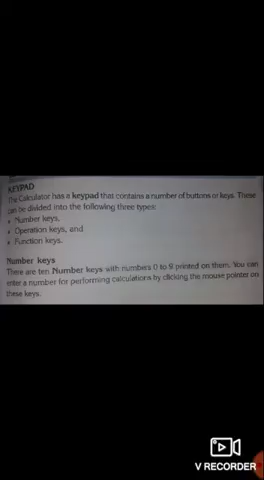 KEYPAD
The Calculator has a keypad that contains a number of buttons or keys. These
can be divided into the following three types:
• Number keys,
• Operation keys, and
• Function keys.
Number keys
There are ten Number keys with numbers 0 to 9 printed on them. You can
enter a number for performing calculations by clicking the mouse pointer on
these keys.
V RECORDER